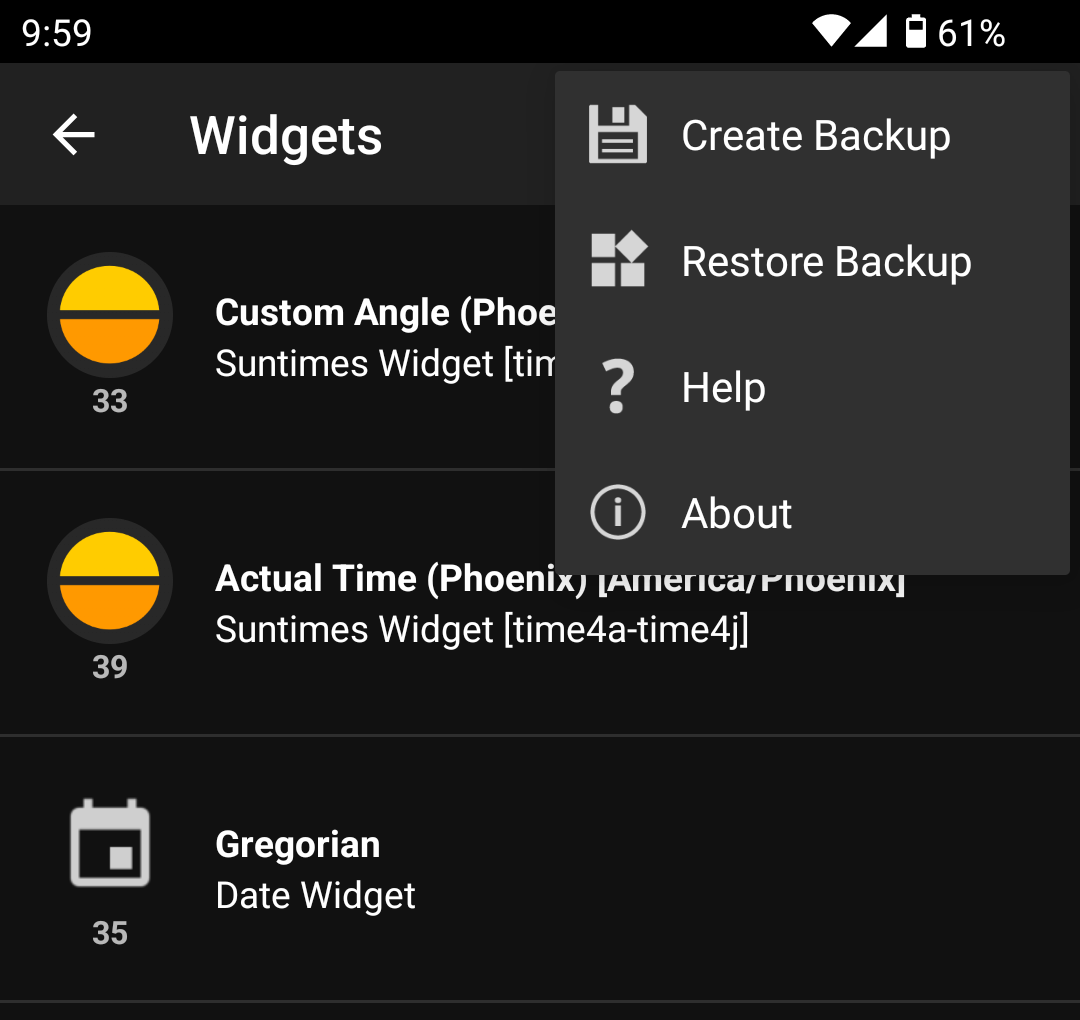 9:59
61%
Widgets
Create Backup
Restore Backup
Help
About
Custom Angle (Phoe
Suntimes Widget [tim
33
Actual Time (Phoenix) [America/Phoenix]
Suntimes Widget [time4a-time4j]
39
Gregorian
Date Widget
35